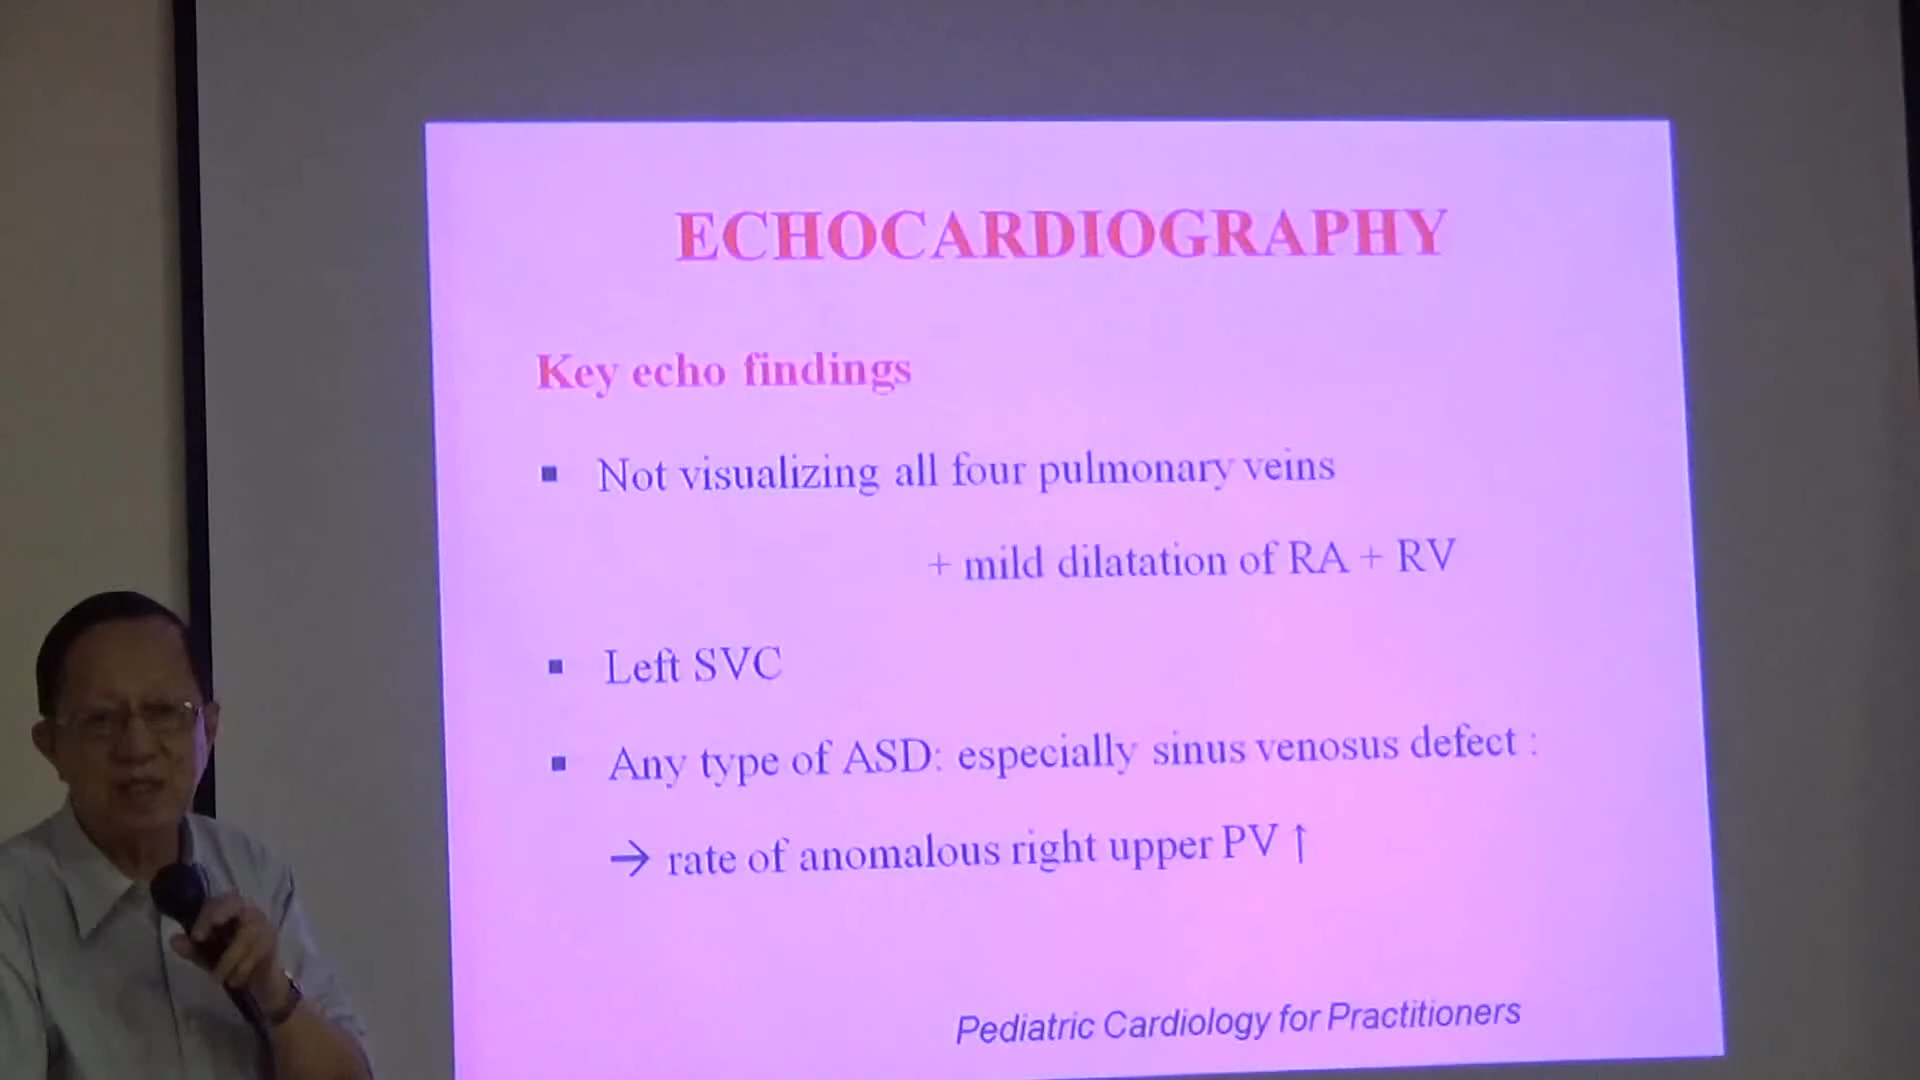 ECHOCARDIOGRAPHY
Key echo findings
▪ Not visualizing all four pulmonary veins
+ mild dilatation of RA + RV
▪ Left SVC
▪ Any type of ASD: especially sinus venosus defect :
→ rate of anomalous right upper PV ↑
Pediatric Cardiology for Practitioners